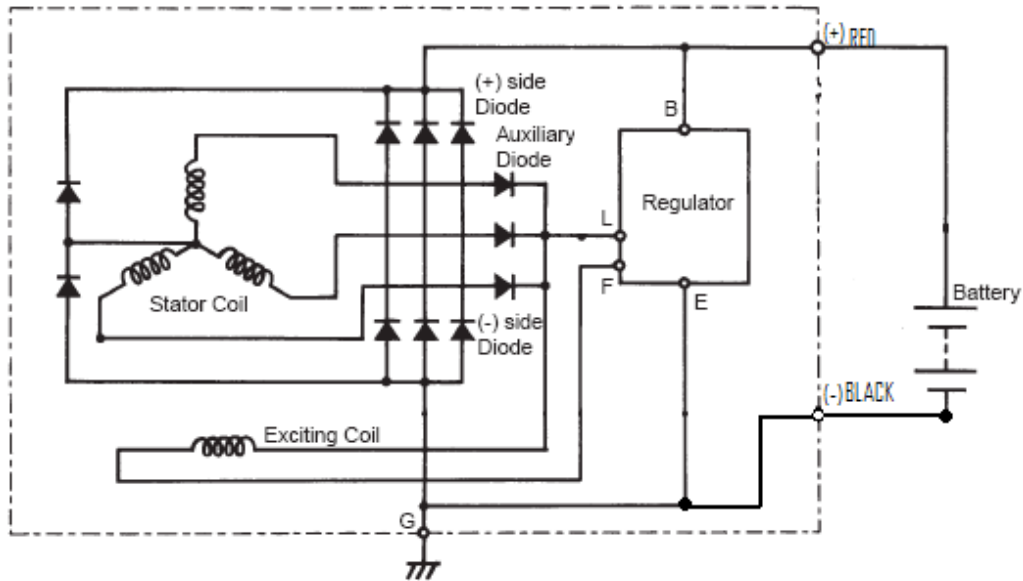 (+) RED
(+) side
Diode
Auxiliary
Diode
B
Regulator
L
F
E
Stator Coil
(-) side
Diode
Battery
(-) BLACK
Exciting Coil
G